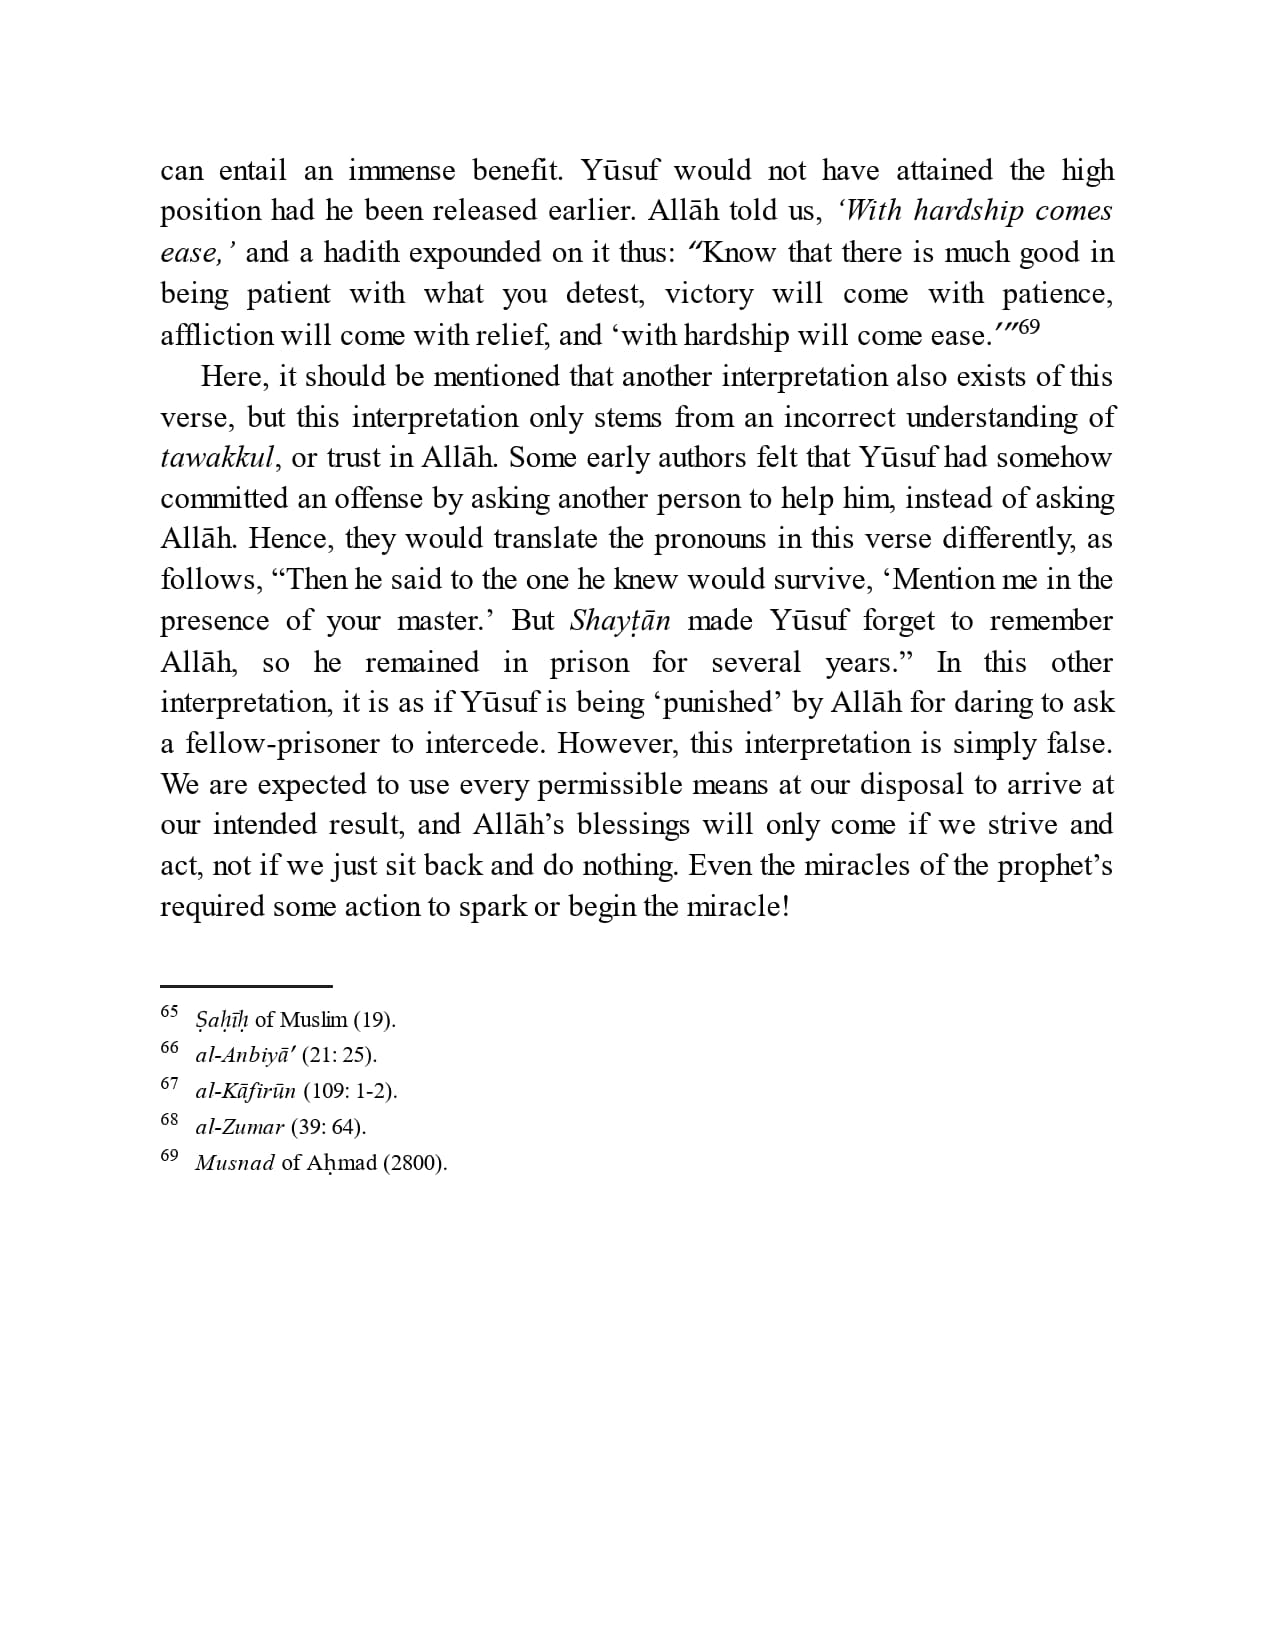 can entail an immense benefit. Yūsuf would not have attained the high
position had he been released earlier. Allāh told us, ‘With hardship comes
ease,’ and a hadith expounded on it thus: “Know that there is much good in
being patient with what you detest, victory will come with patience,
affliction will come with relief, and ‘with hardship will come ease.’”69
Here, it should be mentioned that another interpretation also exists of this
verse, but this interpretation only stems from an incorrect understanding of
tawakkul, or trust in Allāh. Some early authors felt that Yūsuf had somehow
committed an offense by asking another person to help him, instead of asking
Allāh. Hence, they would translate the pronouns in this verse differently, as
follows, “Then he said to the one he knew would survive, ‘Mention me in the
presence of your master.’ But Shayṭān made Yūsuf forget to remember
Allāh, so he remained in prison for several years.” In this other
interpretation, it is as if Yūsuf is being ‘punished’ by Allāh for daring to ask
a fellow-prisoner to intercede. However, this interpretation is simply false.
We are expected to use every permissible means at our disposal to arrive at
our intended result, and Allāh’s blessings will only come if we strive and
act, not if we just sit back and do nothing. Even the miracles of the prophet’s
required some action to spark or begin the miracle!
65 Ṣaḥīḥ of Muslim (19).
66 al-Anbiyā’ (21: 25).
67 al-Kāfirūn (109: 1-2).
68 al-Zumar (39: 64).
69 Musnad of Aḥmad (2800).